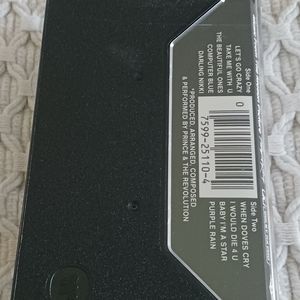 Side One
LET'S GO CRAZY
TAKE ME WITH U
THE BEAUTIFUL ONES
COMPUTER BLUE
DARLING NIKKI
0
7599-25110-4
*PRODUCED, ARRANGED, COMPOSED
& PERFORMED BY PRINCE & THE REVOLUTION
Side Two
WHEN DOVES CRY
I WOULD DIE 4 U
BABY I'M A STAR
PURPLE RAIN